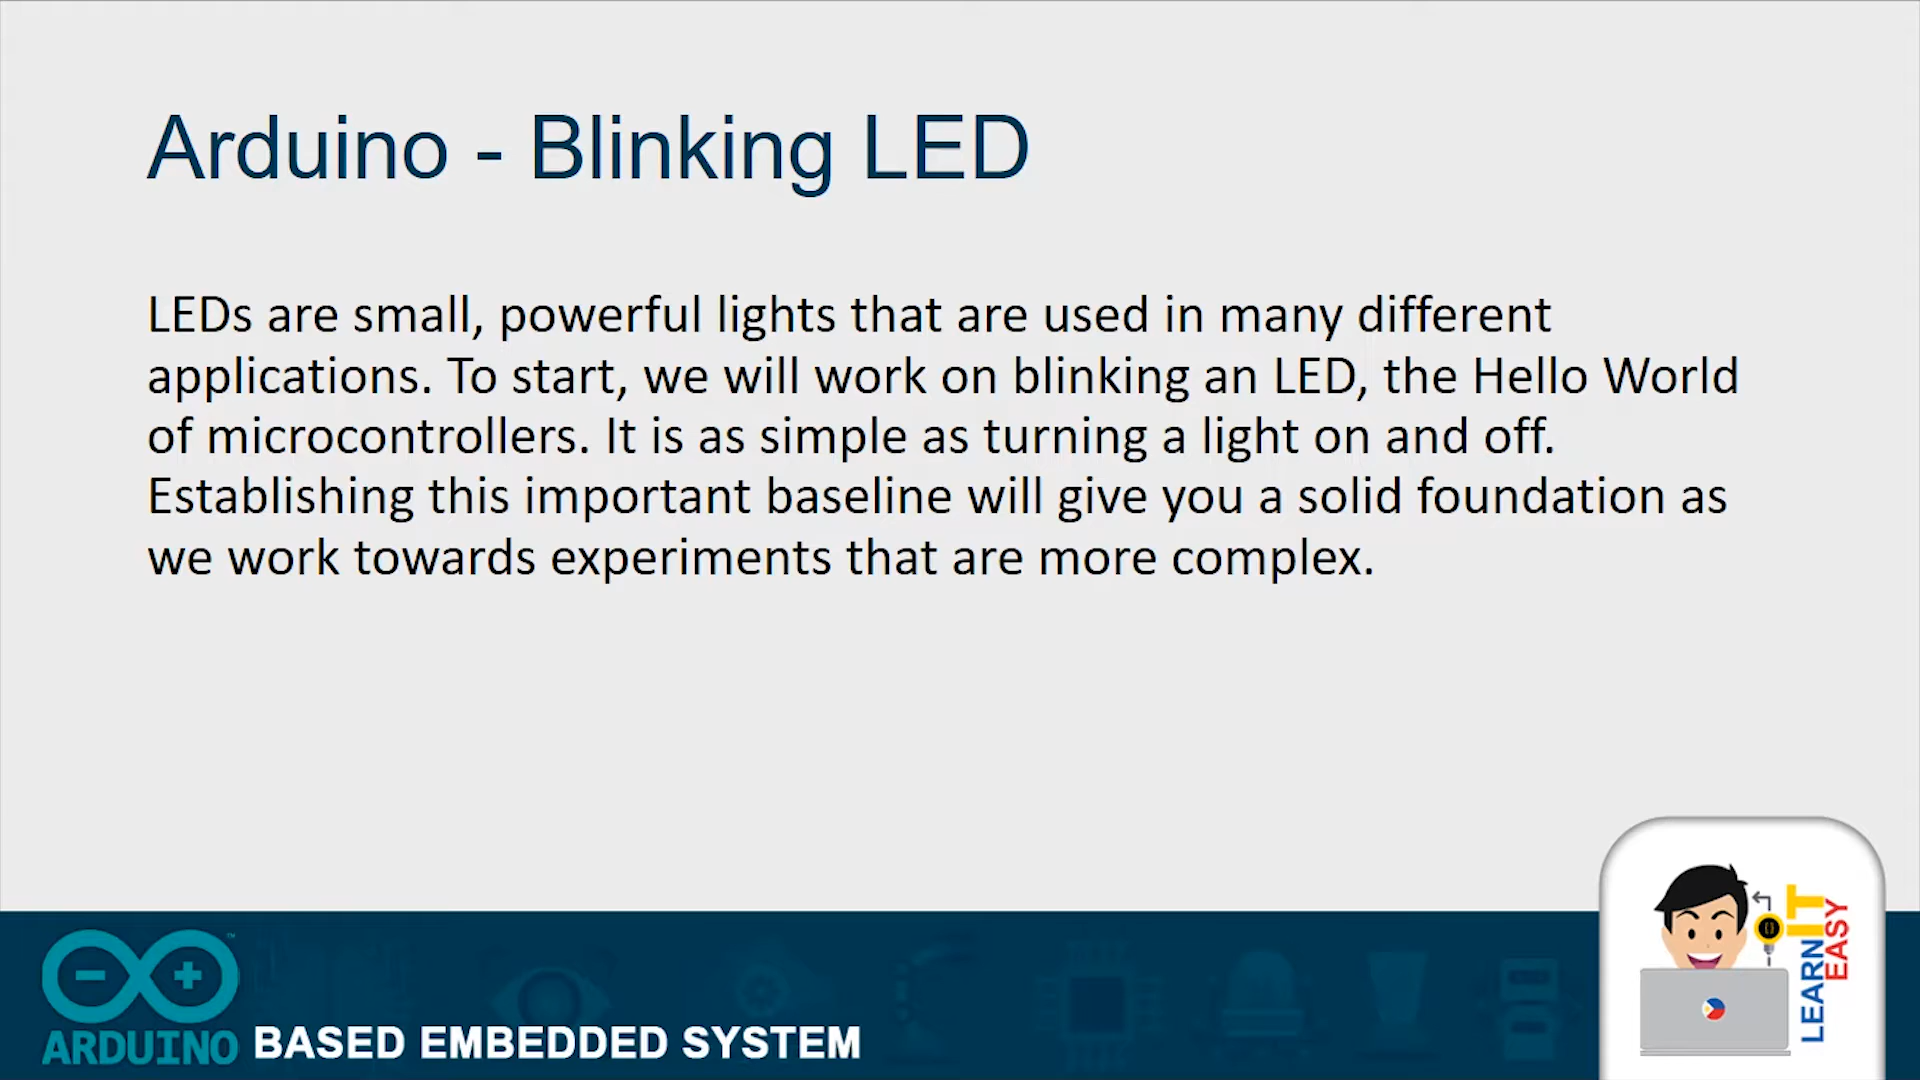 Arduino - Blinking LED
LEDs are small, powerful lights that are used in many different
applications. To start, we will work on blinking an LED, the Hello World
of microcontrollers. It is as simple as turning a light on and off.
Establishing this important baseline will give you a solid foundation as
we work towards experiments that are more complex.
ARDUINO BASED EMBEDDED SYSTEM
™
LEARN IT
EASY